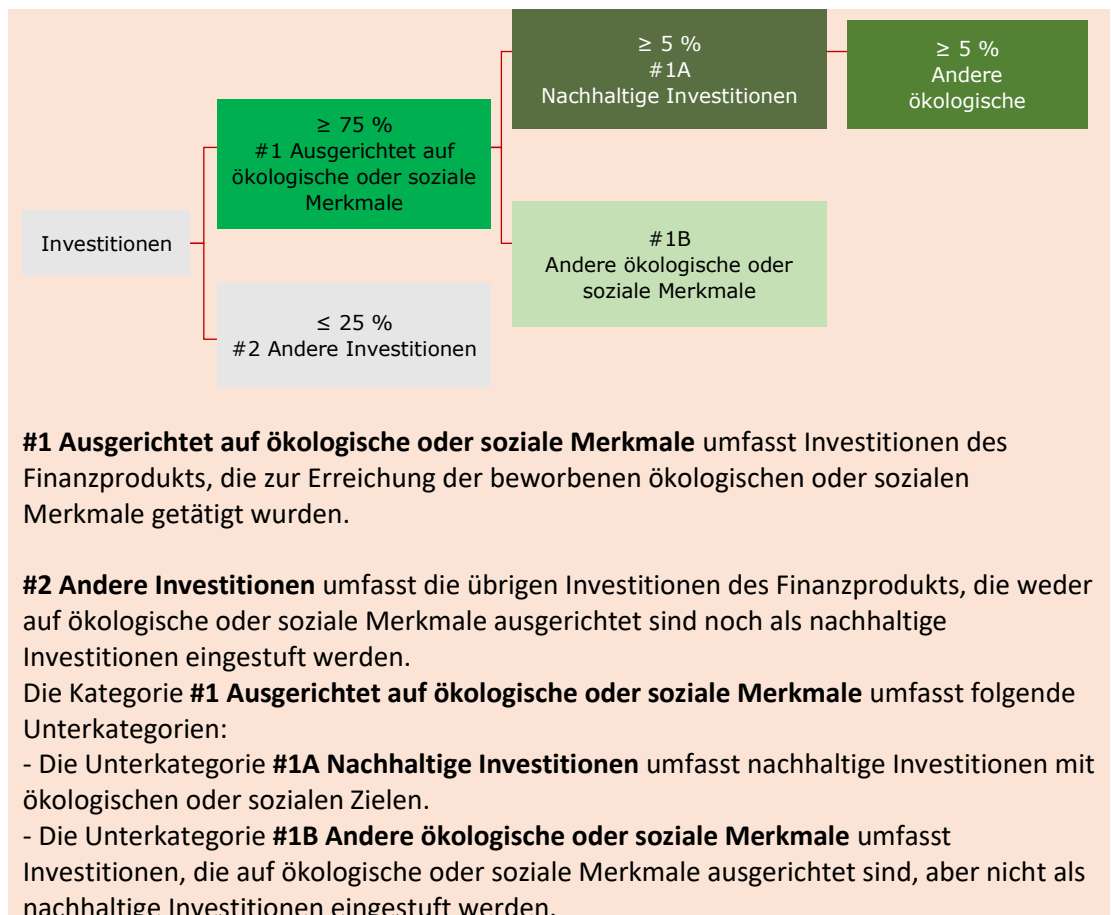 ≥ 5 %
#1A
Nachhaltige Investitionen
≥ 5 %
Andere
ökologische
≥ 75 %
#1 Ausgerichtet auf
ökologische oder soziale
Merkmale
Investitionen
#1B
Andere ökologische oder
soziale Merkmale
≤ 25 %
#2 Andere Investitionen
#1 Ausgerichtet auf ökologische oder soziale Merkmale umfasst Investitionen des
Finanzprodukts, die zur Erreichung der beworbenen ökologischen oder sozialen
Merkmale getätigt wurden.
#2 Andere Investitionen umfasst die übrigen Investitionen des Finanzprodukts, die weder
auf ökologische oder soziale Merkmale ausgerichtet sind noch als nachhaltige
Investitionen eingestuft werden.
Die Kategorie #1 Ausgerichtet auf ökologische oder soziale Merkmale umfasst folgende
Unterkategorien:
- Die Unterkategorie #1A Nachhaltige Investitionen umfasst nachhaltige Investitionen mit
ökologischen oder sozialen Zielen.
- Die Unterkategorie #1B Andere ökologische oder soziale Merkmale umfasst
Investitionen, die auf ökologische oder soziale Merkmale ausgerichtet sind, aber nicht als
nachhaltige Investitionen eingestuft werden.